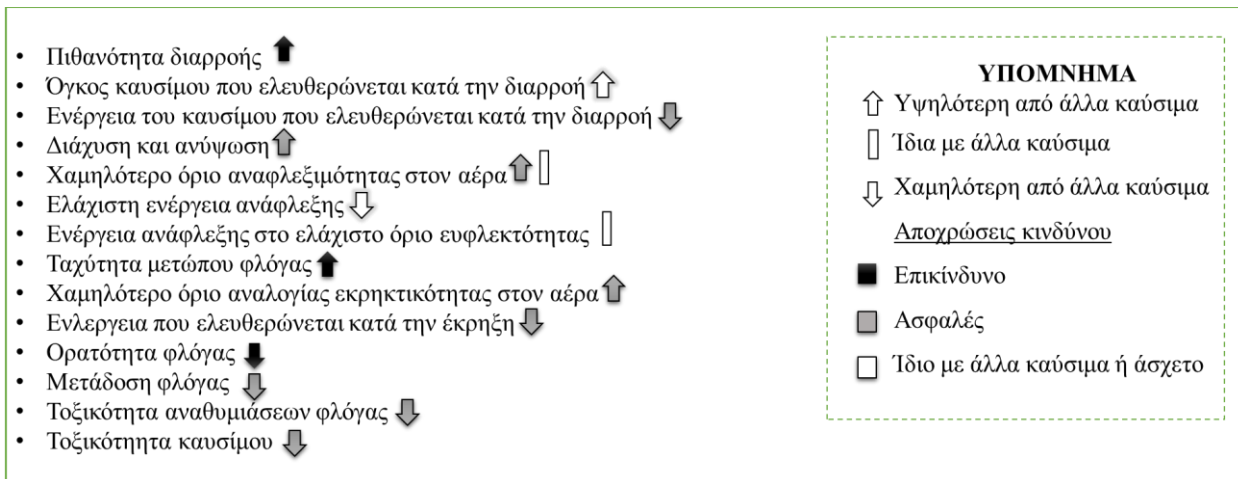 • Πιθανότητα διαρροής
• Όγκος καυσίμου που ελευθερώνεται κατά την διαρροή
• Ενέργεια του καυσίμου που ελευθερώνεται κατά την διαρροή
• Διάχυση και ανύψωση
• Χαμηλότερο όριο αναφλεξιμότητας στον αέρα
• Ελάχιστη ενέργεια ανάφλεξης
• Ενέργεια ανάφλεξης στο ελάχιστο όριο ευφλεκτότητας
• Ταχύτητα μετώπου φλόγας
• Χαμηλότερο όριο αναλογίας εκρηκτικότητας στον αέρα
• Ενλεργεια που ελευθερώνεται κατά την έκρηξη
• Ορατότητα φλόγας
• Μετάδοση φλόγας
• Τοξικότητα αναθυμιάσεων φλόγας
• Τοξικότηητα καυσίμου
ΥΠΟΜΝΗΜΑ
Υψηλότερη από άλλα καύσιμα
Ίδια με άλλα καύσιμα
Χαμηλότερη από άλλα καύσιμα
Αποχρώσεις κινδύνου
Επικίνδυνο
Ασφαλές
Ίδιο με άλλα καύσιμα ή άσχετο